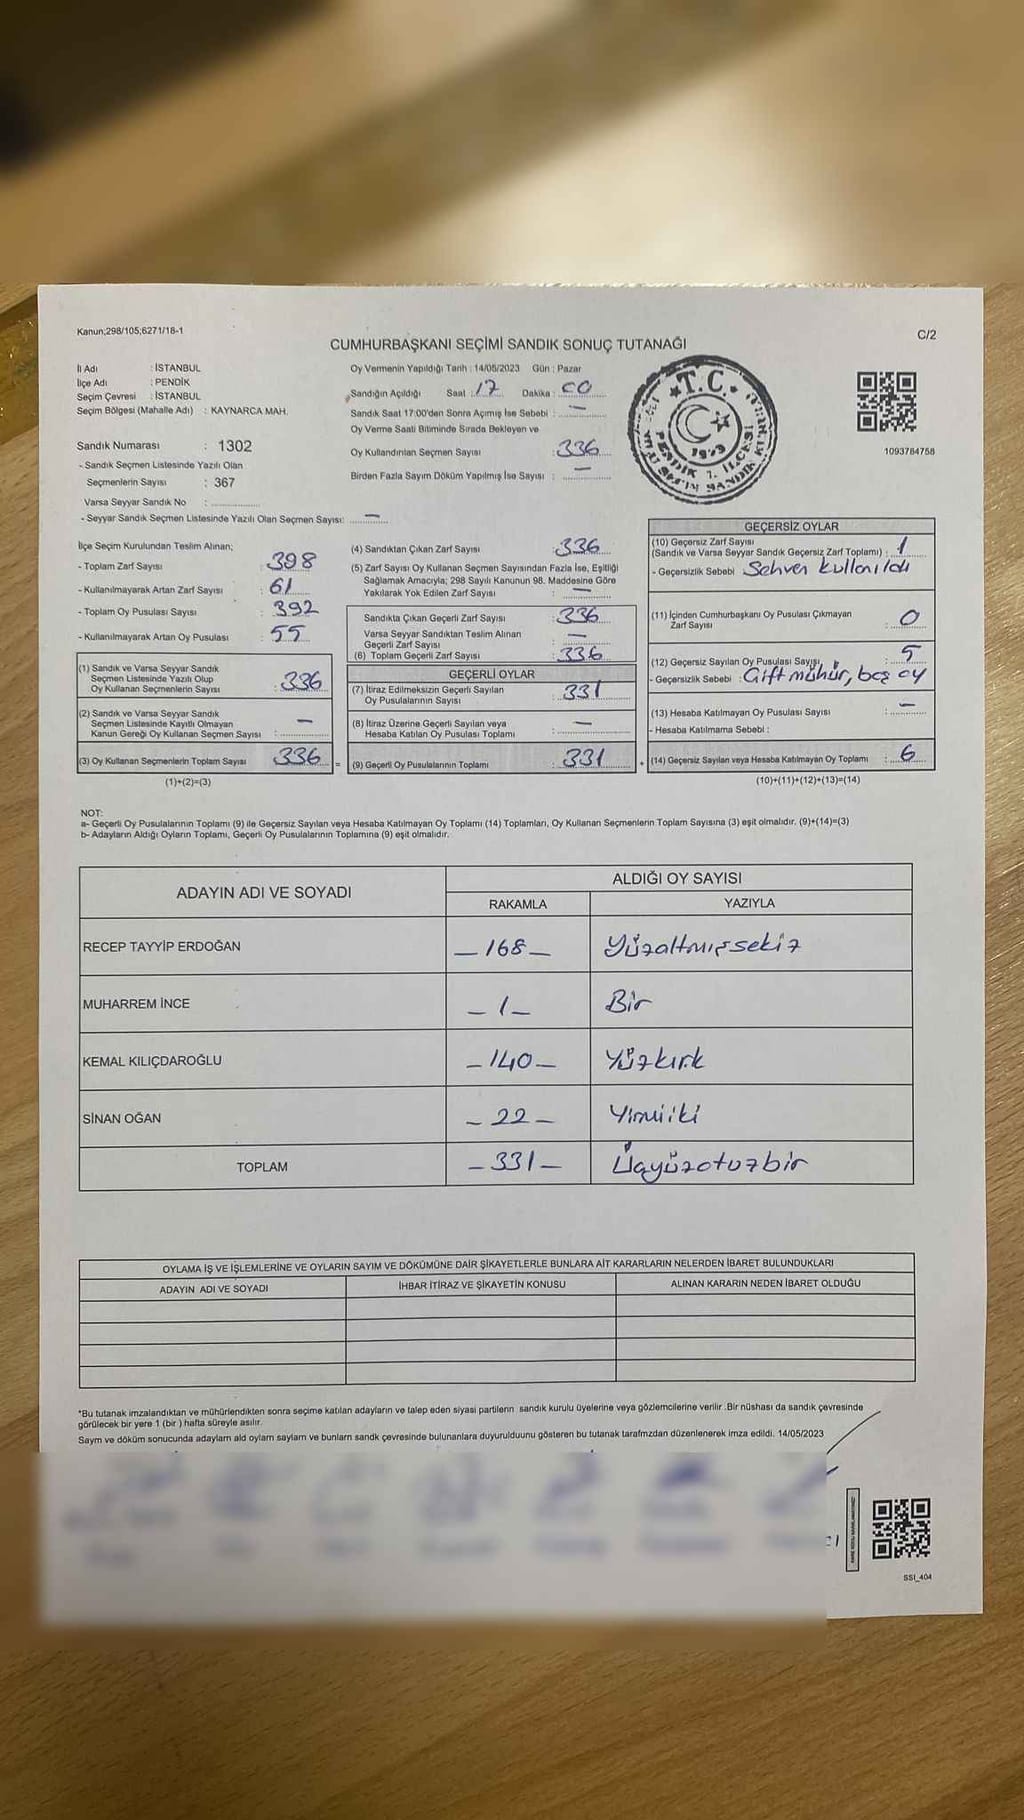 Kanun;298/105;6271/18-1
C/2
CUMHURBAŞKANI SEÇİMİ SANDIK SONUÇ TUTANAĞI
İl Adı : İSTANBUL
İlçe Adı : PENDİK
Seçim Çevresi : İSTANBUL
Seçim Bölgesi (Mahalle Adı) : KAYNARCA MAH.
Sandık Numarası : 1302
- Sandık Seçmen Listesinde Yazılı Olan
Seçmenlerin Sayısı : 367
Varsa Seyyar Sandık No :
- Seyyar Sandık Seçmen Listesinde Yazılı Olan Seçmen Sayısı: —
Oy Vermenin Yapıldığı Tarih : 14/05/2023 Gün : Pazar
Sandığın Açıldığı Saat : 17 Dakika : 00
Sandık Saat 17:00'den Sonra Açımış İse Sebebi : —
Oy Verme Saati Bitiminde Sırada Bekleyen ve
Oy Kullandırılan Seçmen Sayısı : 336
Birden Fazla Sayım Döküm Yapılmış İse Sayısı : —
T.C.
1923
PENDİK 1. İLÇESİ
1093784758
İlçe Seçim Kurulundan Teslim Alınan;
- Toplam Zarf Sayısı : 398
- Kullanılmayarak Artan Zarf Sayısı : 61
- Toplam Oy Pusulası Sayısı : 392
- Kullanılmayarak Artan Oy Pusulası : 55
(1) Sandık ve Varsa Seyyar Sandık
Seçmen Listesinde Yazılı Olup
Oy Kullanan Seçmenlerin Sayısı : 336
(2) Sandık ve Varsa Seyyar Sandık
Seçmen Listesinde Kayıtlı Olmayan
Kanun Gereği Oy Kullanan Seçmen Sayısı : —
(3) Oy Kullanan Seçmenlerin Toplam Sayısı : 336
(1)+(2)=(3)
(4) Sandıktan Çıkan Zarf Sayısı : 336
(5) Zarf Sayısı Oy Kullanan Seçmen Sayısından Fazla İse, Eşitliği
Sağlamak Amacıyla; 298 Sayılı Kanunun 98. Maddesine Göre
Yakılarak Yok Edilen Zarf Sayısı : —
Sandıkta Çıkan Geçerli Zarf Sayısı : 336
Varsa Seyyar Sandıktan Teslim Alınan
Geçerli Zarf Sayısı : —
(6) Toplam Geçerli Zarf Sayısı : 336
GEÇERLİ OYLAR
(7) İtiraz Edilmeksizin Geçerli Sayılan
Oy Pusulalarının Sayısı : 331
(8) İtiraz Üzerine Geçerli Sayılan veya
Hesaba Katılan Oy Pusulası Toplamı : —
= (9) Geçerli Oy Pusulalarının Toplamı : 331
GEÇERSİZ OYLAR
(10) Geçersiz Zarf Sayısı
(Sandık ve Varsa Seyyar Sandık Geçersiz Zarf Toplamı) : 1
- Geçersizlik Sebebi : Sehven kullanıldı
(11) İçinden Cumhurbaşkanı Oy Pusulası Çıkmayan
Zarf Sayısı : 0
(12) Geçersiz Sayılan Oy Pusulası Sayısı : 5
- Geçersizlik Sebebi : Çift mühür, boş oy
(13) Hesaba Katılmayan Oy Pusulası Sayısı : —
- Hesaba Katılmama Sebebi :
+ (14) Geçersiz Sayılan veya Hesaba Katılmayan Oy Toplamı : 6
(10)+(11)+(12)+(13)=(14)
NOT:
a- Geçerli Oy Pusulalarının Toplamı (9) ile Geçersiz Sayılan veya Hesaba Katılmayan Oy Toplamı (14) Toplamları, Oy Kullanan Seçmenlerin Toplam Sayısına (3) eşit olmalıdır. (9)+(14)=(3)
b- Adayların Aldığı Oyların Toplamı, Geçerli Oy Pusulalarının Toplamına (9) eşit olmalıdır.
ADAYIN ADI VE SOYADI ALDIĞI OY SAYISI
RAKAMLA YAZIYLA
RECEP TAYYİP ERDOĞAN —168— Yüzaltmışsekiz
MUHARREM İNCE —1— Bir
KEMAL KILIÇDAROĞLU —140— Yüzkırk
SİNAN OĞAN —22— Yirmiiki
TOPLAM —331— Üçyüzotuzbir
OYLAMA İŞ VE İŞLEMLERİNE VE OYLARIN SAYIM VE DÖKÜMÜNE DAİR ŞİKAYETLERLE BUNLARA AİT KARARLARIN NELERDEN İBARET BULUNDUKLARI
ADAYIN ADI VE SOYADI İHBAR İTİRAZ VE ŞİKAYETİN KONUSU ALINAN KARARIN NEDEN İBARET OLDUĞU
*Bu tutanak imzalandıktan ve mühürlendikten sonra seçime katılan adayların ve talep eden siyasi partilerin sandık kurulu üyelerine veya gözlemcilerine verilir .Bir nüshası da sandık çevresinde
görülecek bir yere 1 (bir ) hafta süreyle asılır.
Sayım ve döküm sonucunda adaylarn ald oylarn saylarn ve bunlarn sandk çevresinde bulunanlara duyurulduunu gösteren bu tutanak tarafmzdan düzenlenerek imza edildi. 14/05/2023
SSI_404